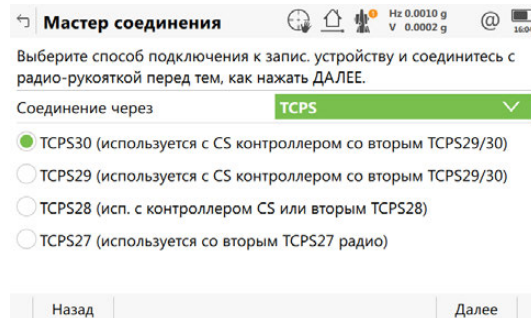 Мастер соединения
Hz 0.0010 g
V 0.0002 g
@
16:04
Выберите способ подключения к запис. устройству и соединитесь с
радио-рукояткой перед тем, как нажать ДАЛЕЕ.
Соединение через TCPS
TCPS30 (используется с CS контроллером со вторым TCPS29/30)
TCPS29 (используется с CS контроллером со вторым TCPS29/30)
TCPS28 (исп. с контроллером CS или вторым TCPS28)
TCPS27 (используется со вторым TCPS27 радио)
Назад Далее